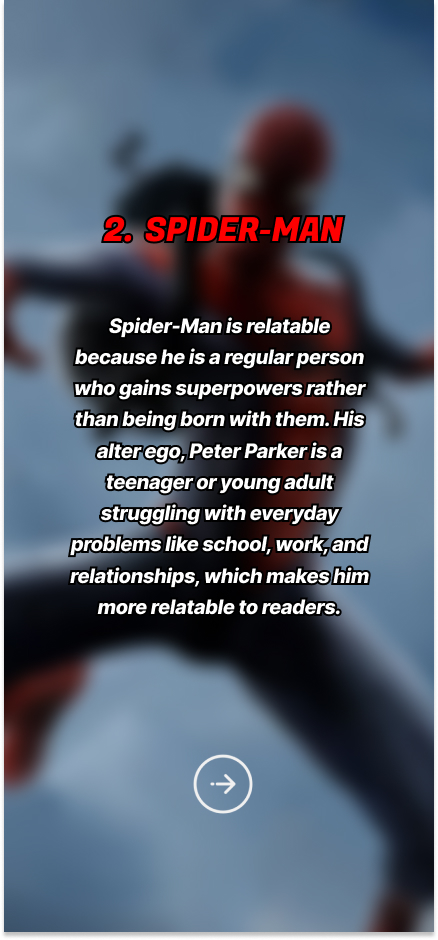 2. SPIDER-MAN
Spider-Man is relatable
because he is a regular person
who gains superpowers rather
than being born with them. His
alter ego, Peter Parker is a
teenager or young adult
struggling with everyday
problems like school, work, and
relationships, which makes him
more relatable to readers.